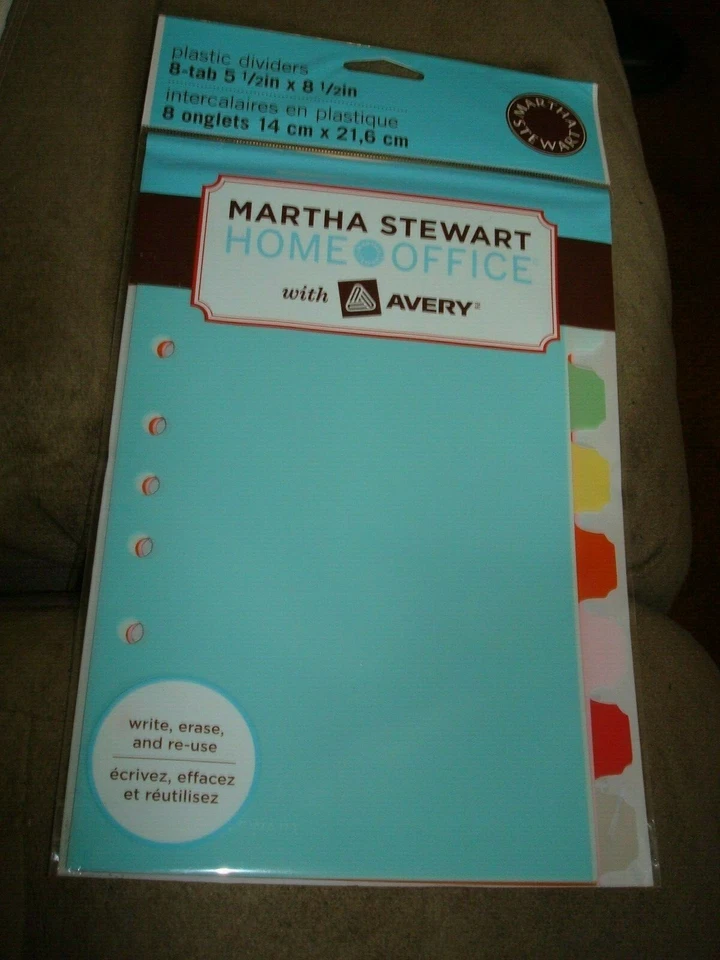 plastic dividers
8-tab 5 1/2in x 8 1/2in
intercalaires en plastique
8 onglets 14 cm x 21,6 cm
MARTHA
STEWART
MARTHA STEWART
HOME OFFICE
with AVERY
write, erase,
and re-use
écrivez, effacez
et réutilisez